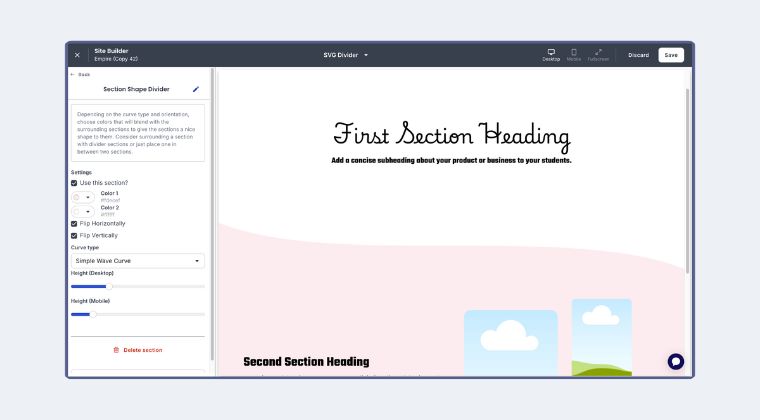 Site Builder
Empire (Copy 42)
SVG Divider
Desktop
Mobile
Fullscreen
Discard
Save
← Back
Section Shape Divider
Depending on the curve type and orientation,
choose colors that will blend with the
surrounding sections to give the sections a nice
shape to them. Consider surrounding a section
with divider sections or just place one in
between two sections.
Settings
Use this section?
Color 1
Color 2
#ffffff
Flip Horizontally
Flip Vertically
Curve type
Simple Wave Curve
Height (Desktop)
Height (Mobile)
Delete section
First Section Heading
Add a concise subheading about your product or business to your students.
Second Section Heading